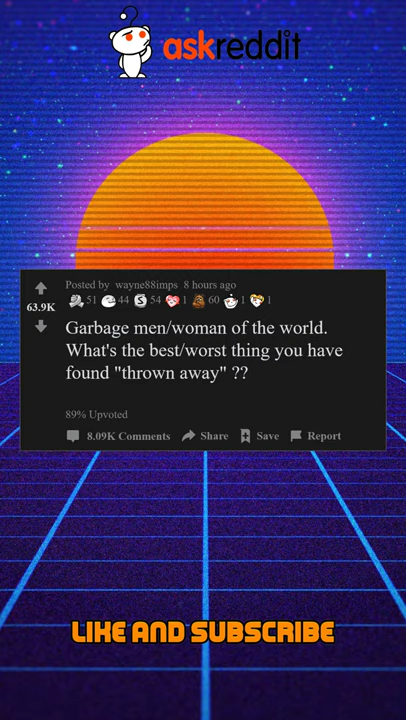 askreddit
Posted by wayne88imps 8 hours ago
51 44 S 54 1 60 1 1
63.9K
Garbage men/woman of the world.
What's the best/worst thing you have
found "thrown away" ??
89% Upvoted
8.09K Comments Share Save Report
LIKE AND SUBSCRIBE